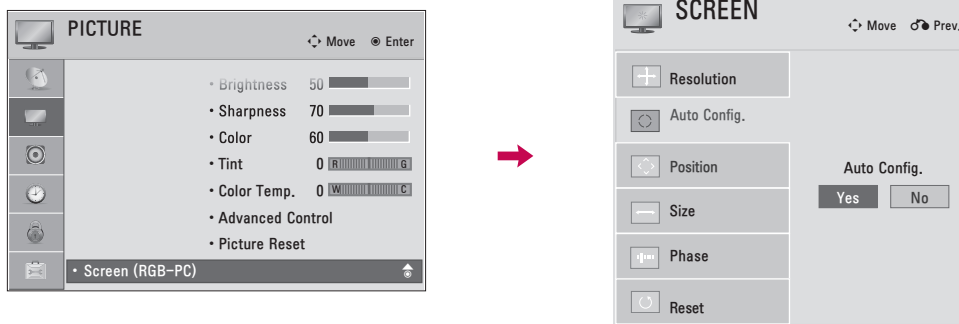 PICTURE
Move Enter
• Brightness 50
• Sharpness 70
• Color 60
• Tint 0 R G
• Color Temp. 0 W C
• Advanced Control
• Picture Reset
• Screen (RGB-PC)
SCREEN
Move Prev.
Resolution
Auto Config.
Position
Size
Phase
Reset
Auto Config.
Yes No